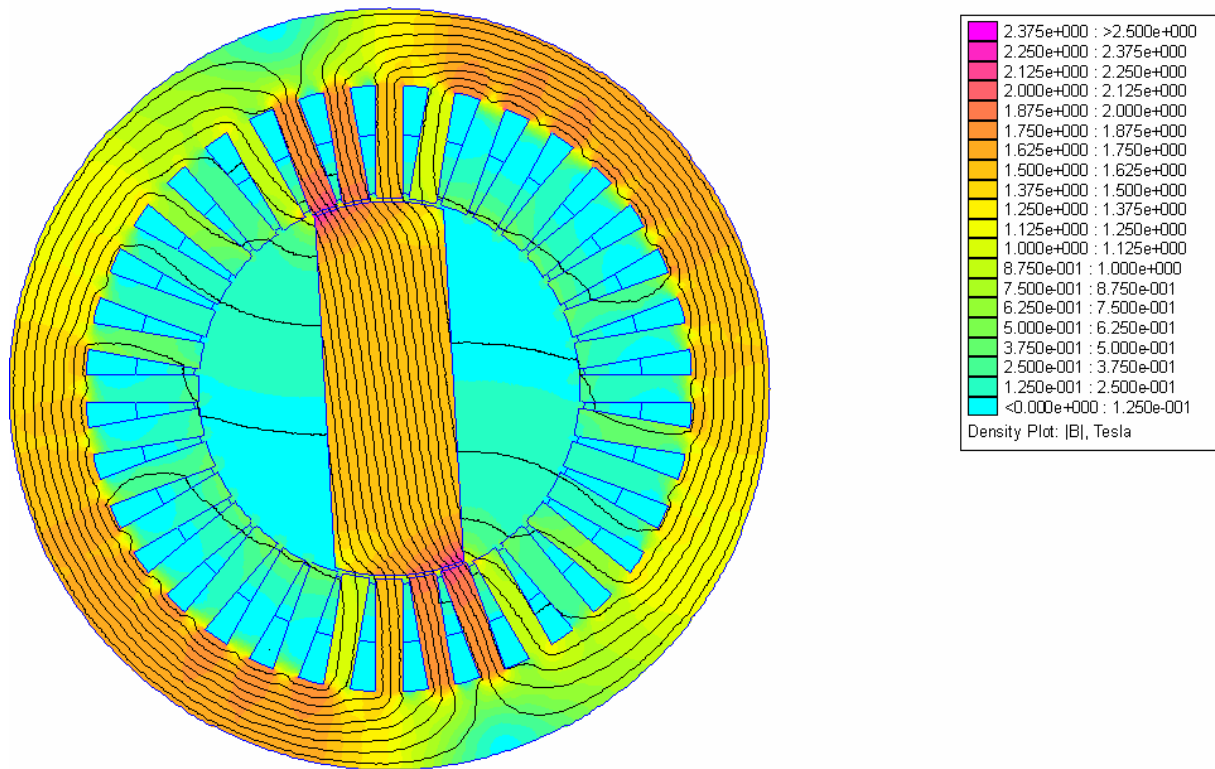 2.375e+000 : >2.500e+000
2.250e+000 : 2.375e+000
2.125e+000 : 2.250e+000
2.000e+000 : 2.125e+000
1.875e+000 : 2.000e+000
1.750e+000 : 1.875e+000
1.625e+000 : 1.750e+000
1.500e+000 : 1.625e+000
1.375e+000 : 1.500e+000
1.250e+000 : 1.375e+000
1.125e+000 : 1.250e+000
1.000e+000 : 1.125e+000
8.750e-001 : 1.000e+000
7.500e-001 : 8.750e-001
6.250e-001 : 7.500e-001
5.000e-001 : 6.250e-001
3.750e-001 : 5.000e-001
2.500e-001 : 3.750e-001
1.250e-001 : 2.500e-001
<0.000e+000 : 1.250e-001
Density Plot: |B|, Tesla